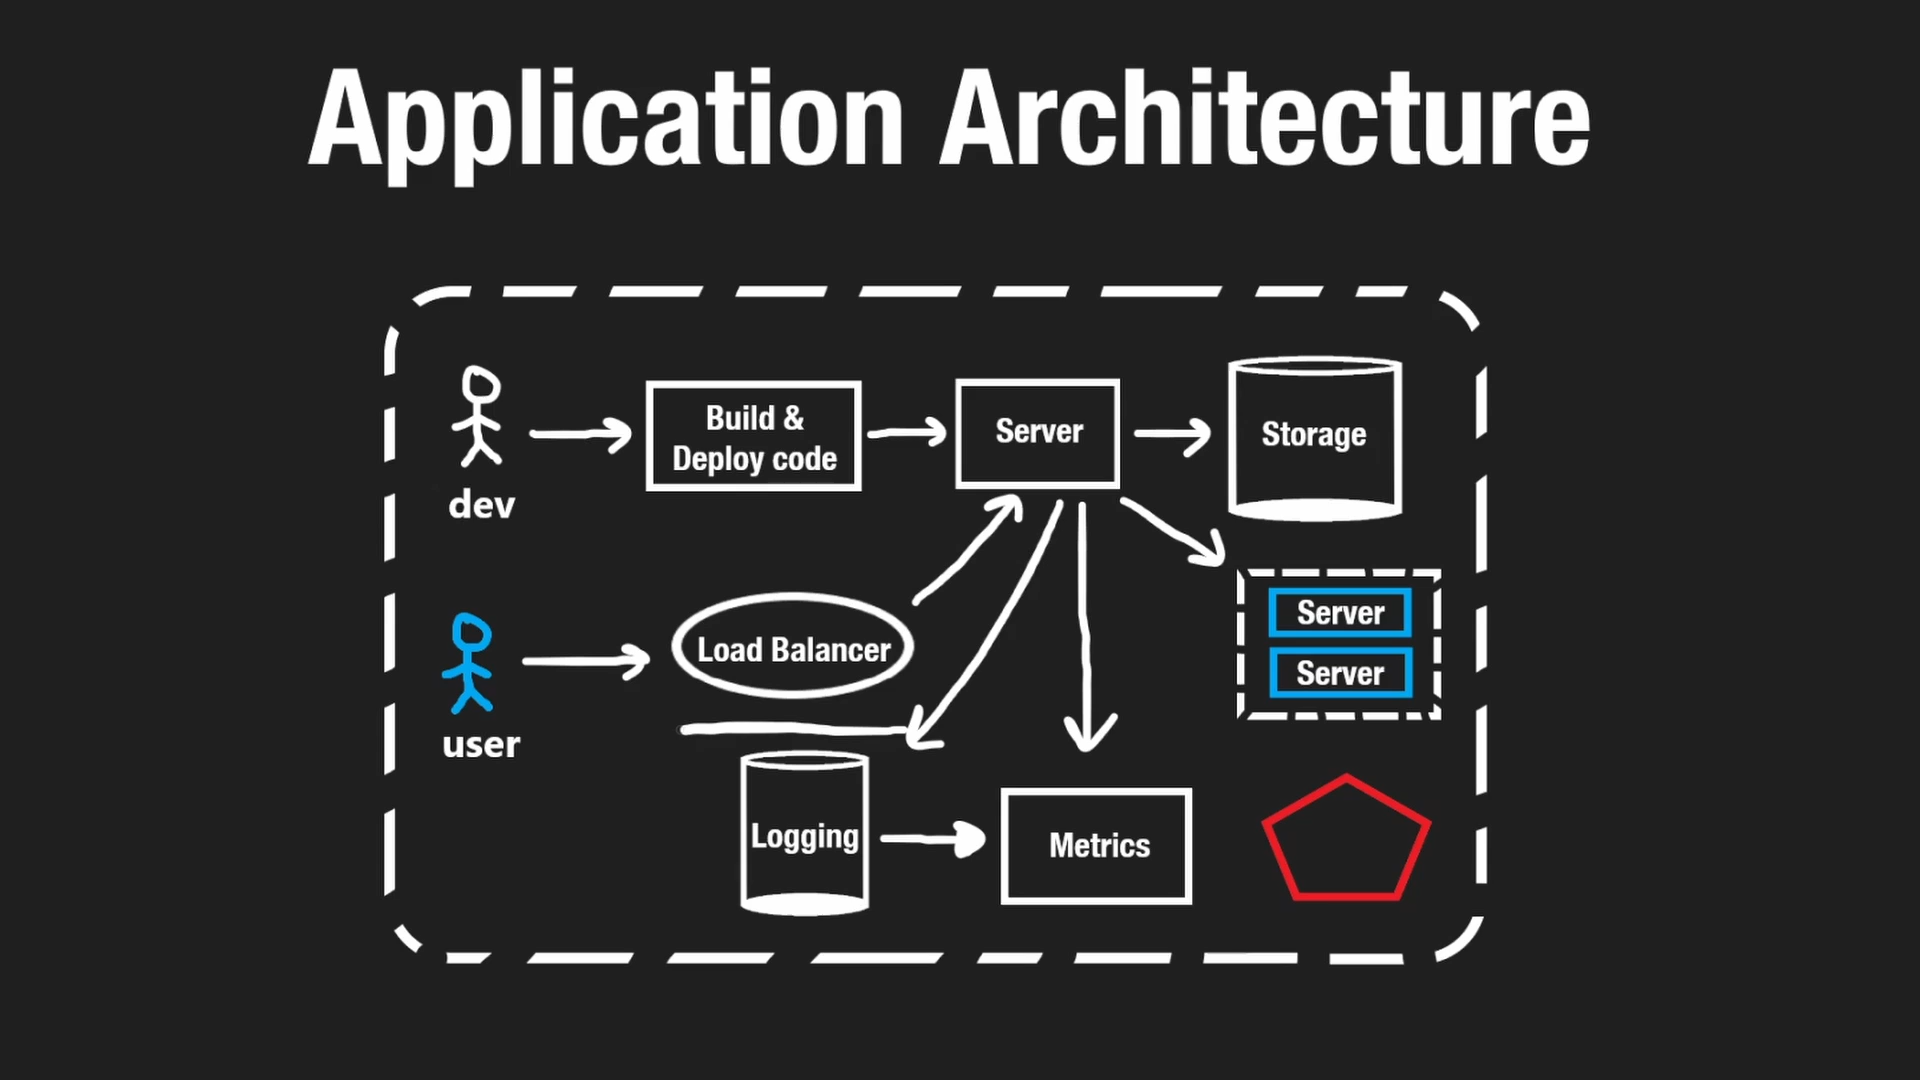 Application Architecture
Build &
Deploy code
Server
Storage
dev
Server
Load Balancer
Server
user
Logging
Metrics